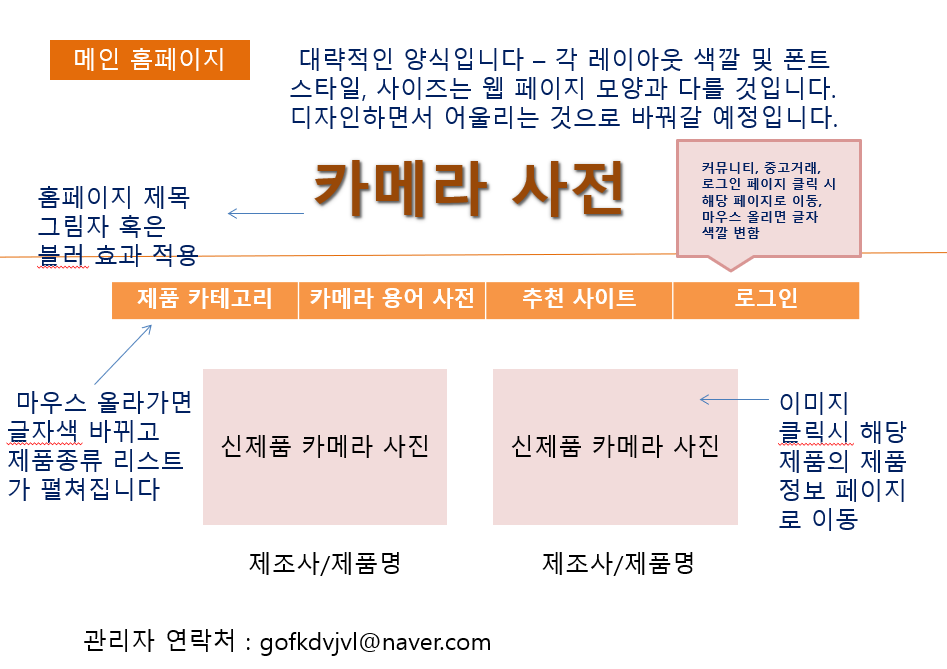 메인 홈페이지
대략적인 양식입니다 – 각 레이아웃 색깔 및 폰트
스타일, 사이즈는 웹 페이지 모양과 다를 것입니다.
디자인하면서 어울리는 것으로 바꿔갈 예정입니다.
카메라 사전
커뮤니티, 중고거래,
로그인 페이지 클릭 시
해당 페이지로 이동,
마우스 올리면 글자
색깔 변함
홈페이지 제목
그림자 혹은
블러 효과 적용
제품 카테고리 카메라 용어 사전 추천 사이트 로그인
마우스 올라가면
글자색 바뀌고
제품종류 리스트
가 펼쳐집니다
신제품 카메라 사진
신제품 카메라 사진
이미지
클릭시 해당
제품의 제품
정보 페이지
로 이동
제조사/제품명
제조사/제품명
관리자 연락처 : gofkdvjvl@naver.com